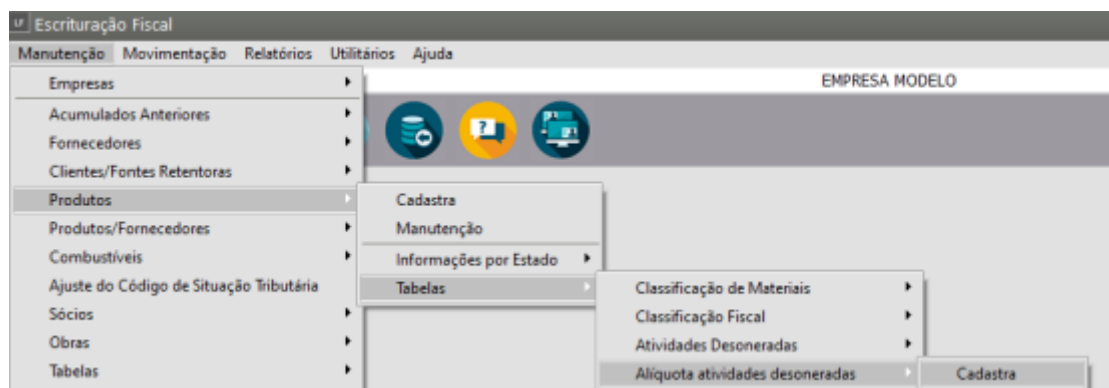 LF Escrituração Fiscal
Manutenção Movimentação Relatórios Utilitários Ajuda
Empresas
EMPRESA MODELO
Acumulados Anteriores
Fornecedores
Clientes/Fontes Retentoras
Produtos
Cadastra
Produtos/Fornecedores
Manutenção
Combustíveis
Informações por Estado
Ajuste do Código de Situação Tributária
Tabelas
Classificação de Materiais
Sócios
Classificação Fiscal
Obras
Atividades Desoneradas
Tabelas
Alíquota atividades desoneradas
Cadastra